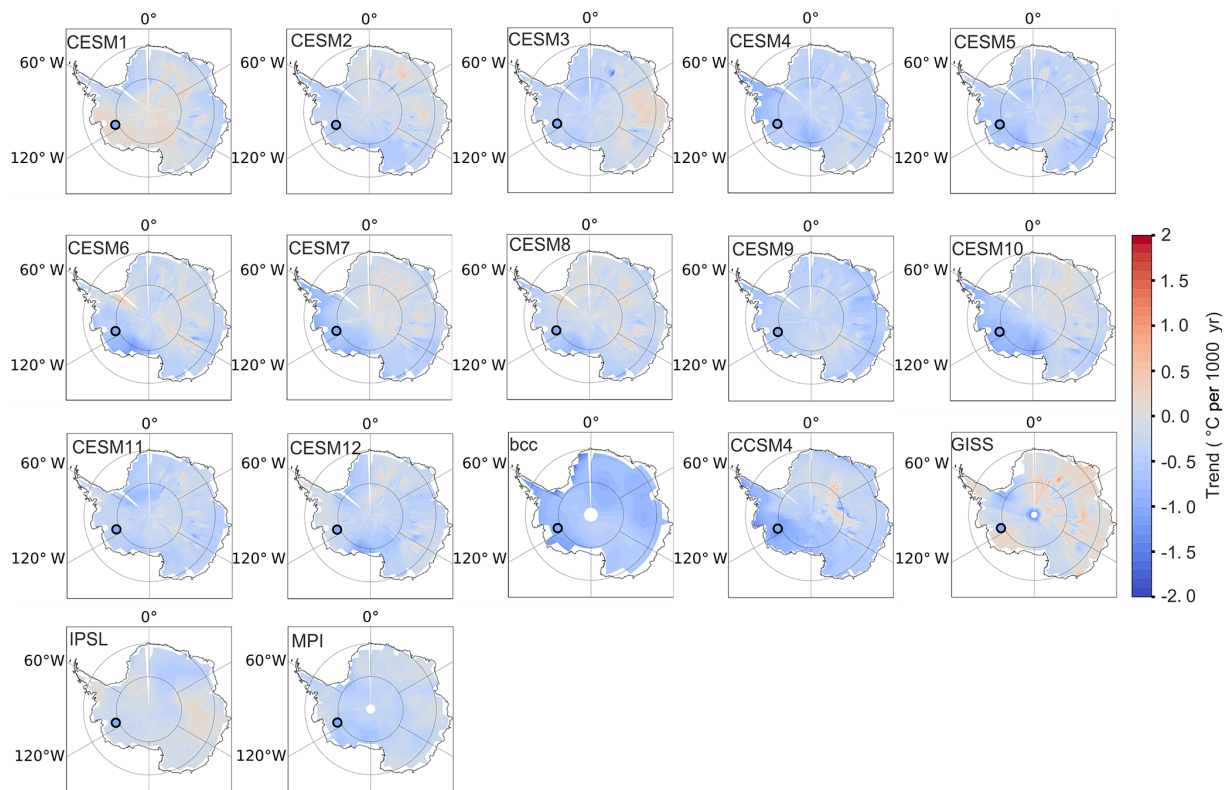 0° 0° 0° 0° 0°
CESM1 CESM2 CESM3 CESM4 CESM5
60° W 60° W 60° W 60° W 60° W
120° W 120° W 120° W 120° W 120° W
0° 0° 0° 0° 0°
CESM6 CESM7 CESM8 CESM9 CESM10
60° W 60° W 60° W 60° W 60° W
120° W 120° W 120° W 120° W 120° W
0° 0° 0° 0° 0°
CESM11 CESM12 bcc CCSM4 GISS
60° W 60° W 60° W 60° W 60° W
120° W 120° W 120° W 120° W 120° W
0° 0°
IPSL MPI
60°W 60°W
120°W 120°W
2
1.5
1.0
0.5
0.0
-0.5
-1.0
-1.5
-2.0
Trend ( °C per 1000 yr)